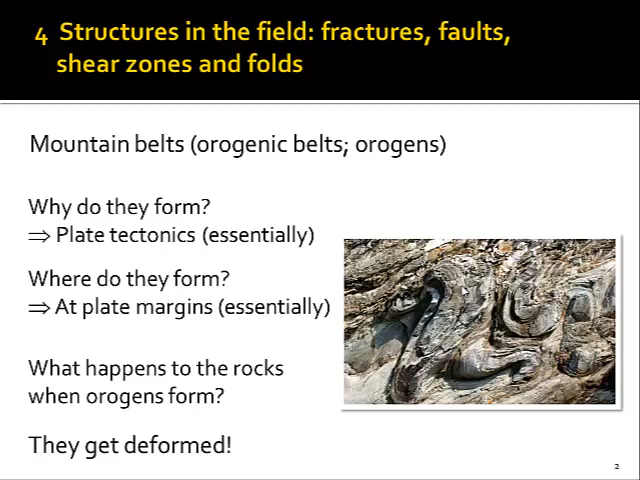 4 Structures in the field: fractures, faults,
shear zones and folds
Mountain belts (orogenic belts; orogens)
Why do they form?
⇒ Plate tectonics (essentially)
Where do they form?
⇒ At plate margins (essentially)
What happens to the rocks
when orogens form?
They get deformed!
2